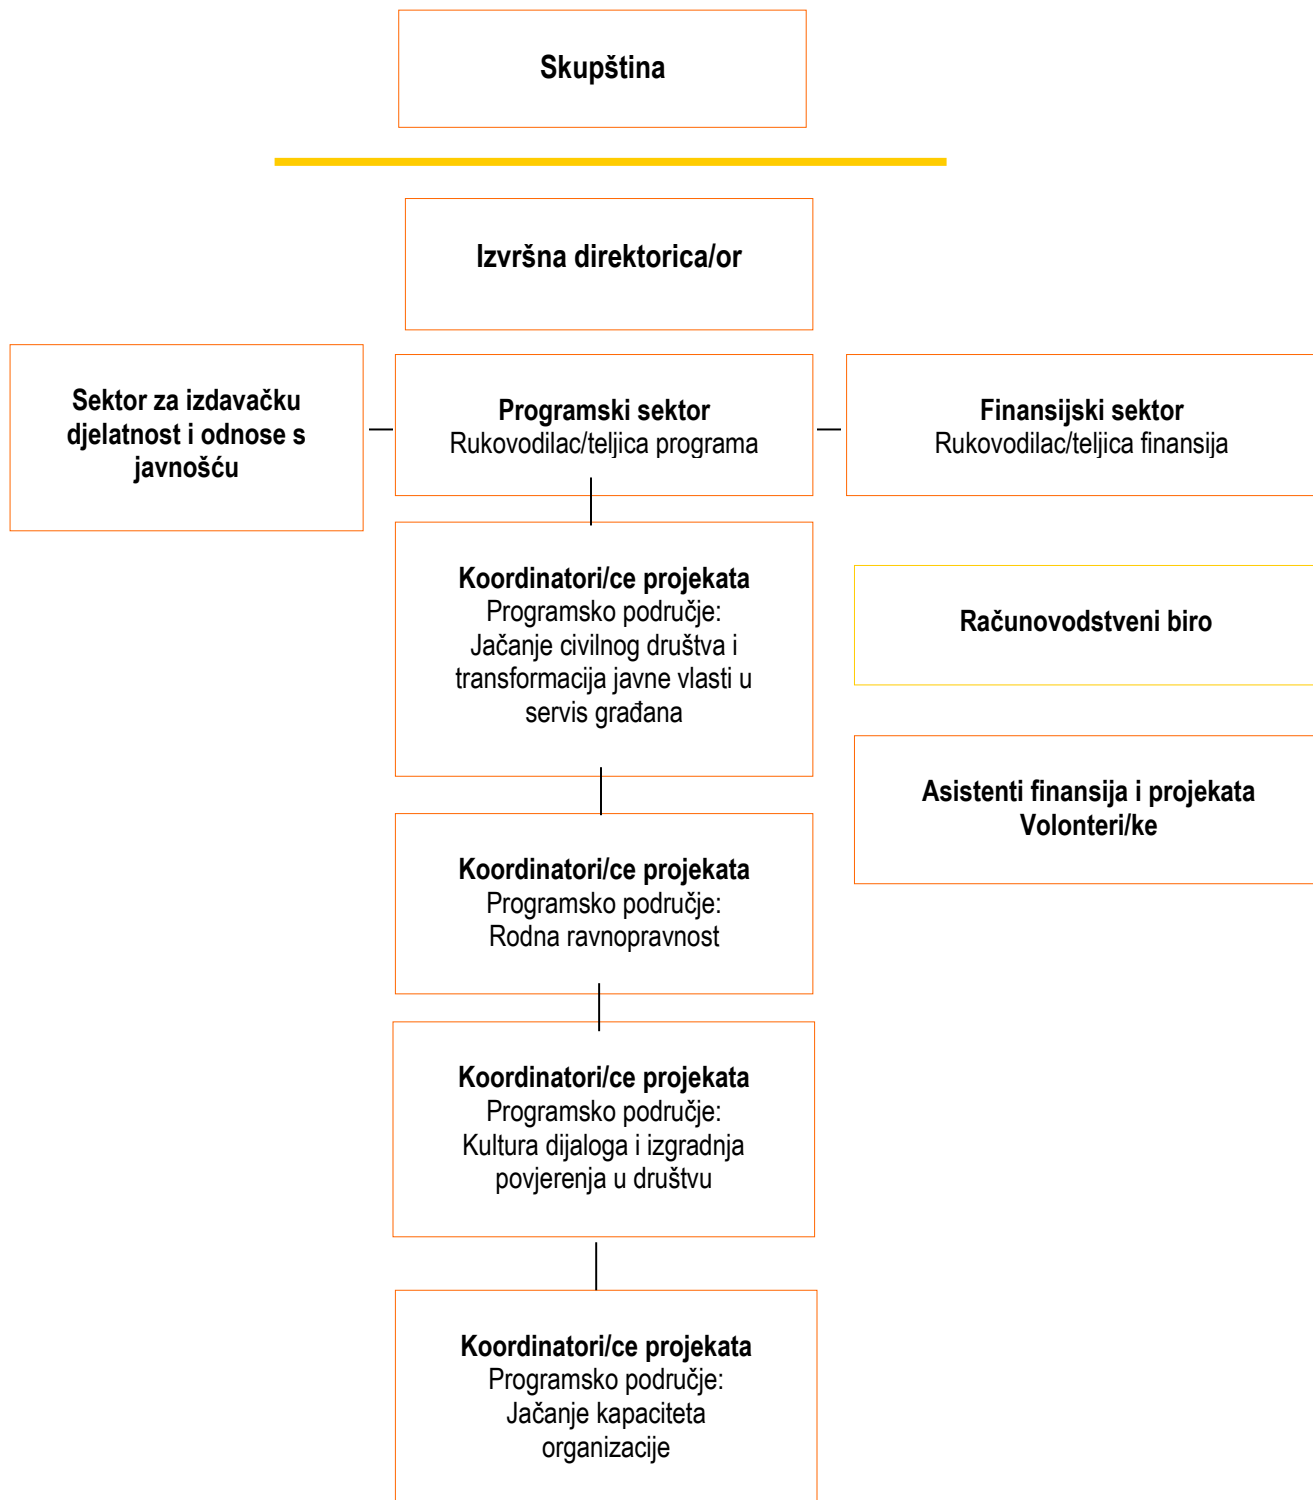 Skupština
Izvršna direktorica/or
Sektor za izdavačku
djelatnost i odnose s
javnošću
Programski sektor
Rukovodilac/teljica programa
Finansijski sektor
Rukovodilac/teljica finansija
Koordinatori/ce projekata
Programsko područje:
Jačanje civilnog društva i
transformacija javne vlasti u
servis građana
Računovodstveni biro
Asistenti finansija i projekata
Volonteri/ke
Koordinatori/ce projekata
Programsko područje:
Rodna ravnopravnost
Koordinatori/ce projekata
Programsko područje:
Kultura dijaloga i izgradnja
povjerenja u društvu
Koordinatori/ce projekata
Programsko područje:
Jačanje kapaciteta
organizacije